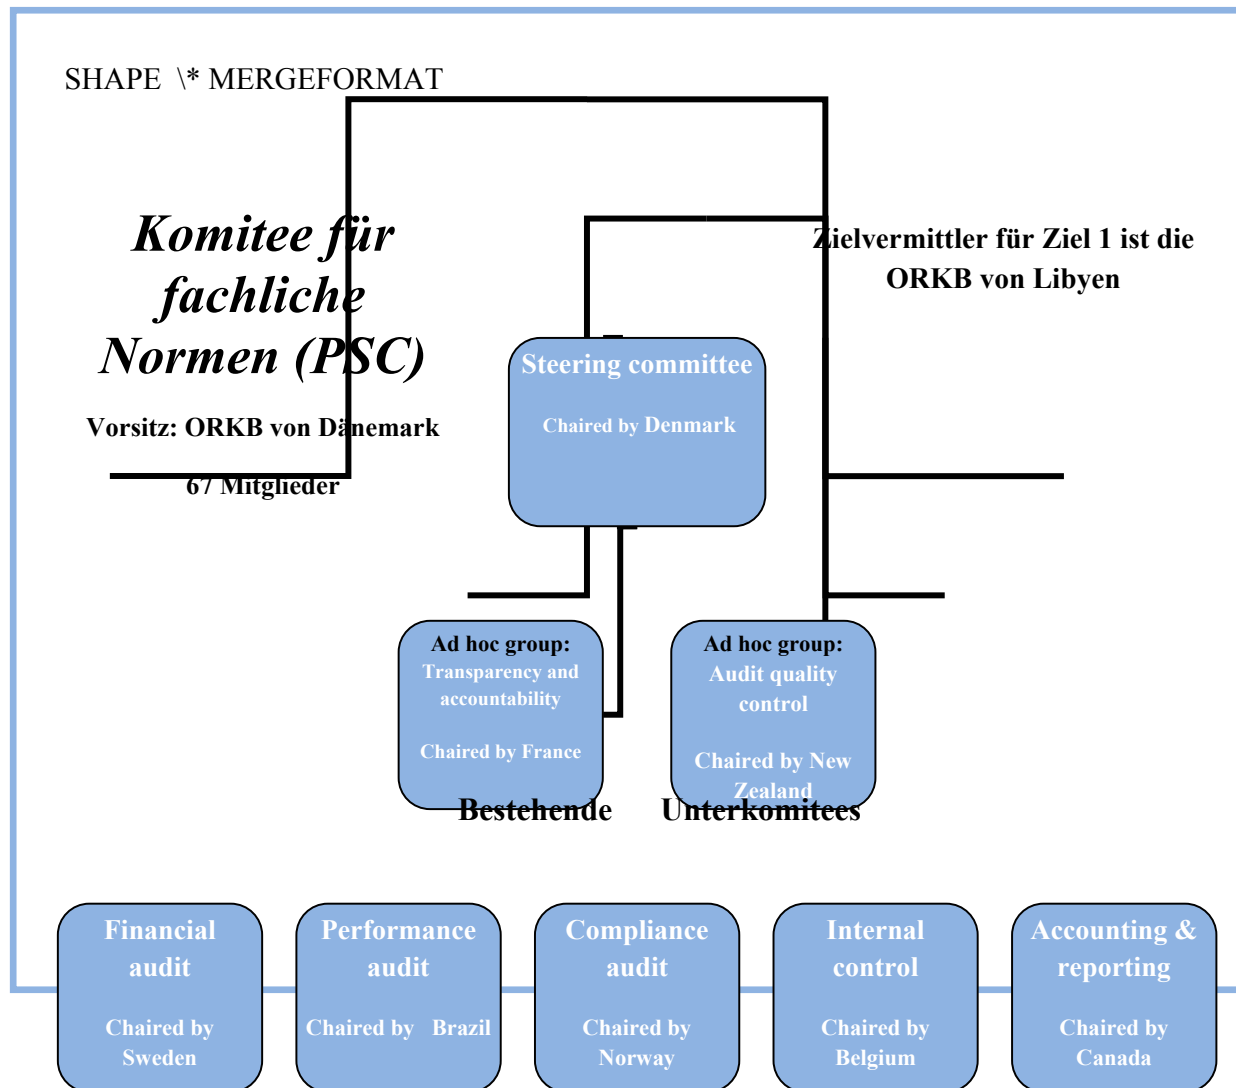 SHAPE \* MERGEFORMAT
Komitee für
fachliche
Normen (PSC)
Vorsitz: ORKB von Dänemark
67 Mitglieder
Zielvermittler für Ziel 1 ist die
ORKB von Libyen
Steering committee
Chaired by Denmark
Ad hoc group:
Transparency and
accountability
Chaired by France
Ad hoc group:
Audit quality
control
Chaired by New
Zealand
Bestehende Unterkomitees
Financial
audit
Chaired by
Sweden
Performance
audit
Chaired by Brazil
Compliance
audit
Chaired by
Norway
Internal
control
Chaired by
Belgium
Accounting &
reporting
Chaired by
Canada